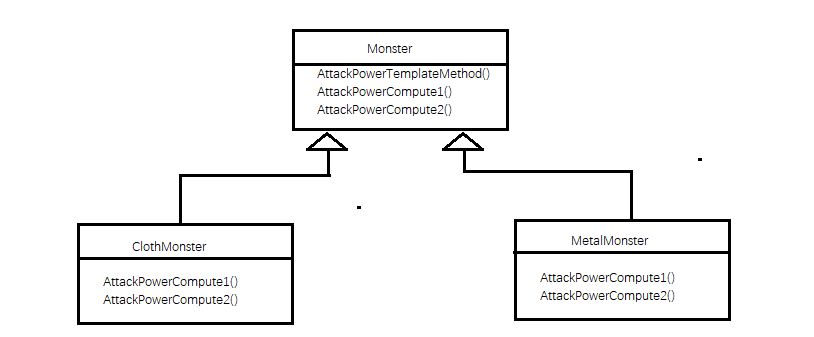 Monster
AttackPowerTemplateMethod()
AttackPowerCompute1()
AttackPowerCompute2()
ClothMonster
AttackPowerCompute1()
AttackPowerCompute2()
MetalMonster
AttackPowerCompute1()
AttackPowerCompute2()